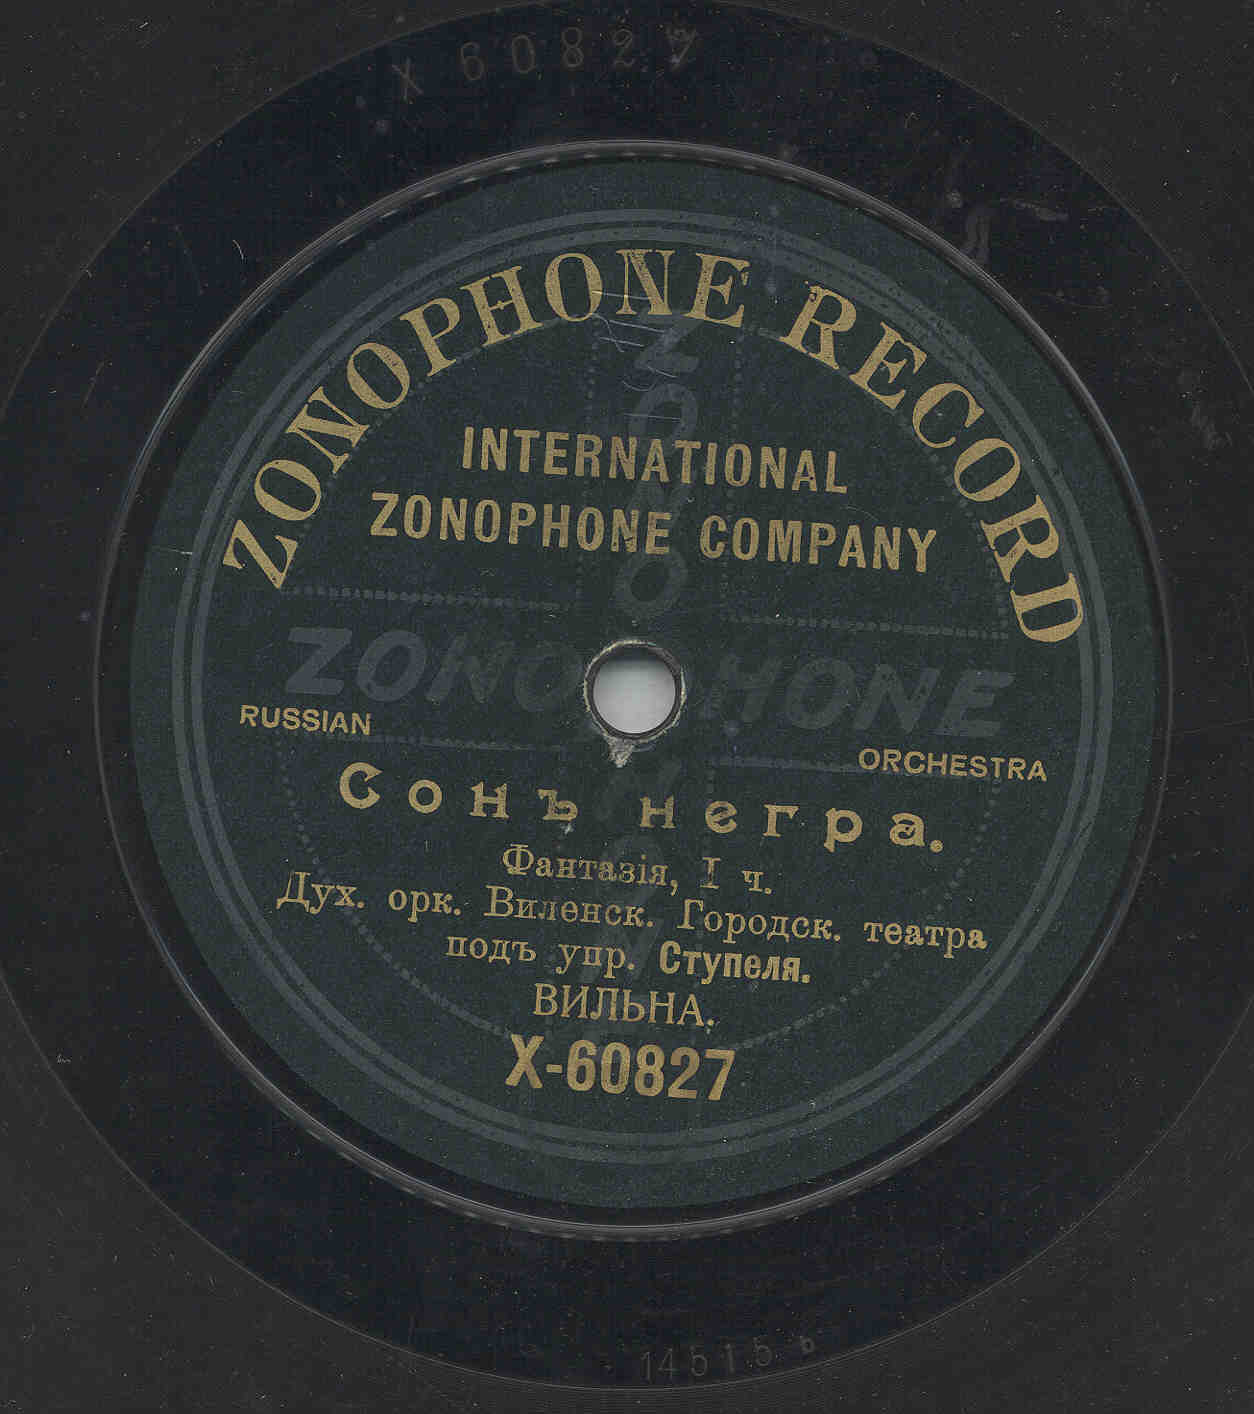 X 60827
ZONOPHONE RECORD
INTERNATIONAL
ZONOPHONE COMPANY
ZONOPHONE
ZONOPHONE
RUSSIAN
ORCHESTRA
Сонъ негра.
Фантазія, I ч.
Дух. орк. Виленск. Городск. театра
подъ упр. Ступеля.
ВИЛЬНА.
X-60827
14515 b